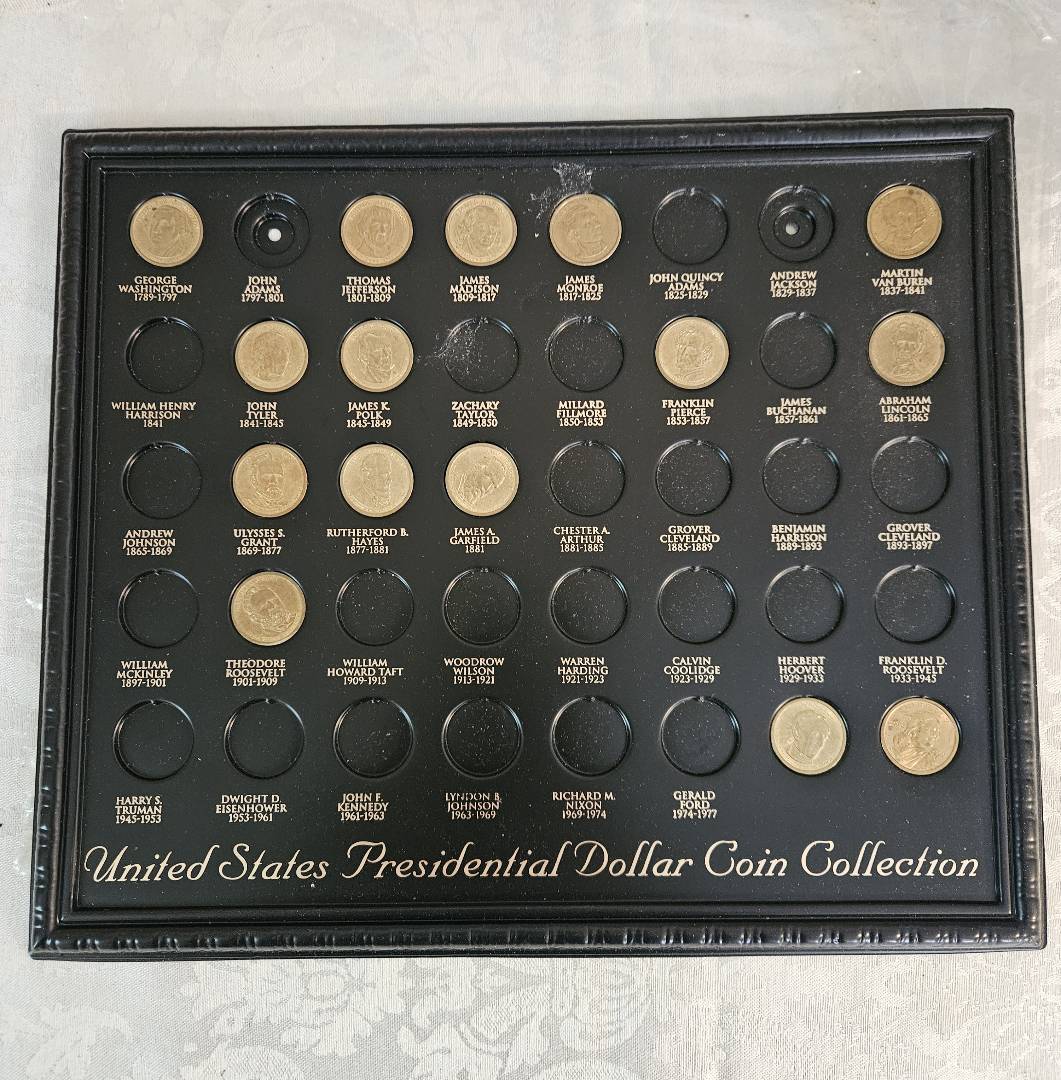 GEORGE WASHINGTON 1789-1797
JOHN ADAMS 1797-1801
THOMAS JEFFERSON 1801-1809
JAMES MADISON 1809-1817
JAMES MONROE 1817-1825
JOHN QUINCY ADAMS 1825-1829
ANDREW JACKSON 1829-1837
MARTIN VAN BUREN 1837-1841
WILLIAM HENRY HARRISON 1841
JOHN TYLER 1841-1845
JAMES K. POLK 1845-1849
ZACHARY TAYLOR 1849-1850
MILLARD FILLMORE 1850-1853
FRANKLIN PIERCE 1853-1857
JAMES BUCHANAN 1857-1861
ABRAHAM LINCOLN 1861-1865
ANDREW JOHNSON 1865-1869
ULYSSES S. GRANT 1869-1877
RUTHERFORD B. HAYES 1877-1881
JAMES A. GARFIELD 1881
CHESTER A. ARTHUR 1881-1885
GROVER CLEVELAND 1885-1889
BENJAMIN HARRISON 1889-1893
GROVER CLEVELAND 1893-1897
WILLIAM MCKINLEY 1897-1901
THEODORE ROOSEVELT 1901-1909
WILLIAM HOWARD TAFT 1909-1913
WOODROW WILSON 1913-1921
WARREN HARDING 1921-1923
CALVIN COOLIDGE 1923-1929
HERBERT HOOVER 1929-1933
FRANKLIN D. ROOSEVELT 1933-1945
HARRY S. TRUMAN 1945-1953
DWIGHT D. EISENHOWER 1953-1961
JOHN F. KENNEDY 1961-1963
LYNDON B. JOHNSON 1963-1969
RICHARD M. NIXON 1969-1974
GERALD FORD 1974-1977
United States Presidential Dollar Coin Collection